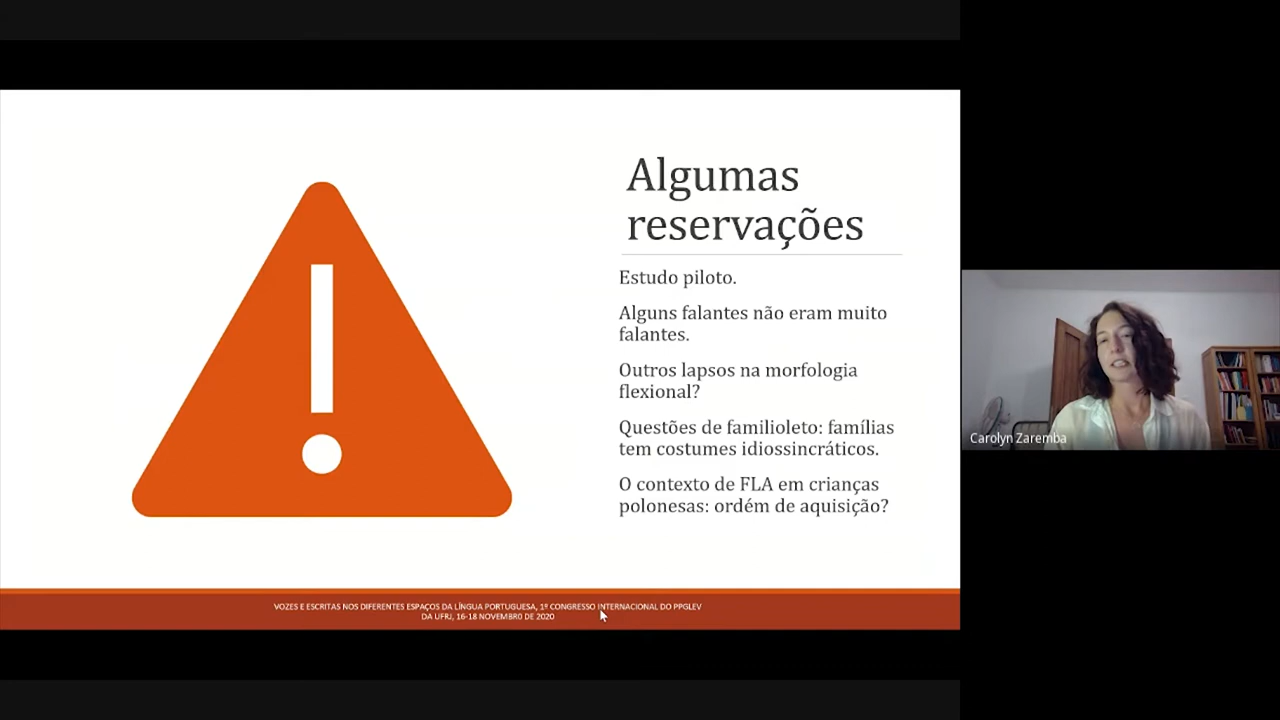 Algumas
reservações
Estudo piloto.
Alguns falantes não eram muito
falantes.
Outros lapsos na morfologia
flexional?
Questões de familioleto: famílias
tem costumes idiossincráticos.
O contexto de FLA em crianças
polonesas: ordém de aquisição?
VOZES E ESCRITAS NOS DIFERENTES ESPAÇOS DA LÍNGUA PORTUGUESA, 1º CONGRESSO INTERNACIONAL DO PPGLEV
DA UFRJ, 16-18 NOVEMBRO DE 2020
Carolyn Zaremba